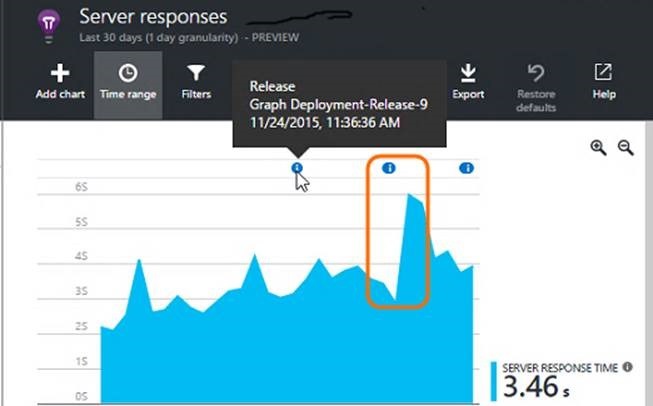 Server responses
Last 30 days (1 day granularity) - PREVIEW
Add chart
Time range
Filters
Export
Restore defaults
Help
Release
Graph Deployment-Release-9
11/24/2015, 11:36:36 AM
6S
5S
4S
3S
2S
1S
0S
SERVER RESPONSE TIME
3.46 s